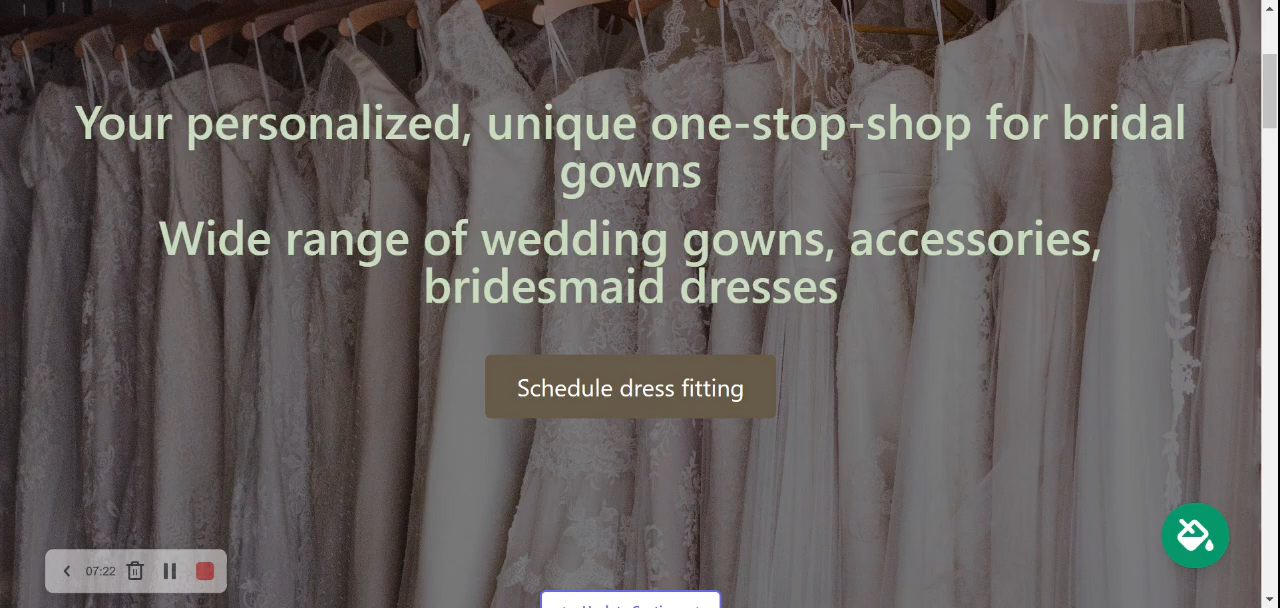 Your personalized, unique one-stop-shop for bridal
gowns
Wide range of wedding gowns, accessories,
bridesmaid dresses
Schedule dress fitting
07:22